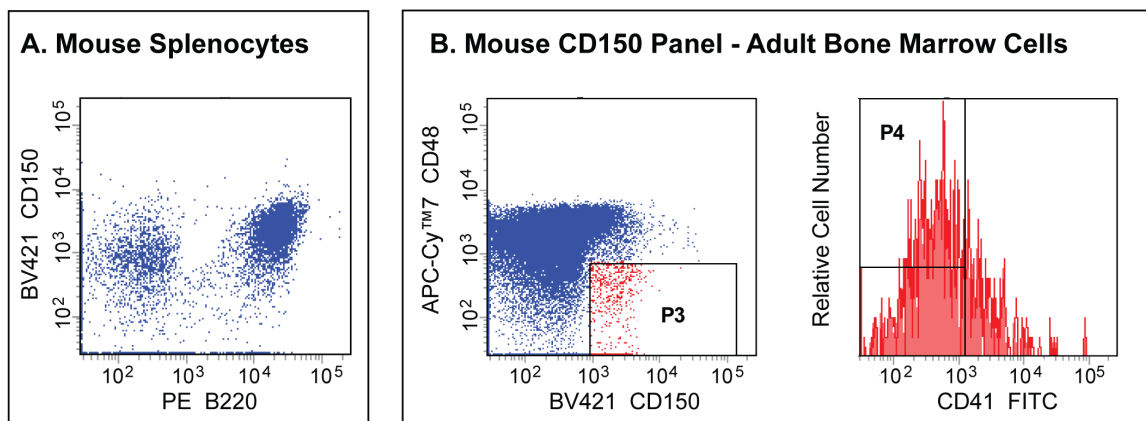 A. Mouse Splenocytes
BV421 CD150
10⁵
10⁴
10³
10²
10² 10³ 10⁴ 10⁵
PE B220
B. Mouse CD150 Panel - Adult Bone Marrow Cells
APC-Cy™7 CD48
10⁵
10⁴
10³
10²
P3
10² 10³ 10⁴ 10⁵
BV421 CD150
Relative Cell Number
P4
10² 10³ 10⁴ 10⁵
CD41 FITC